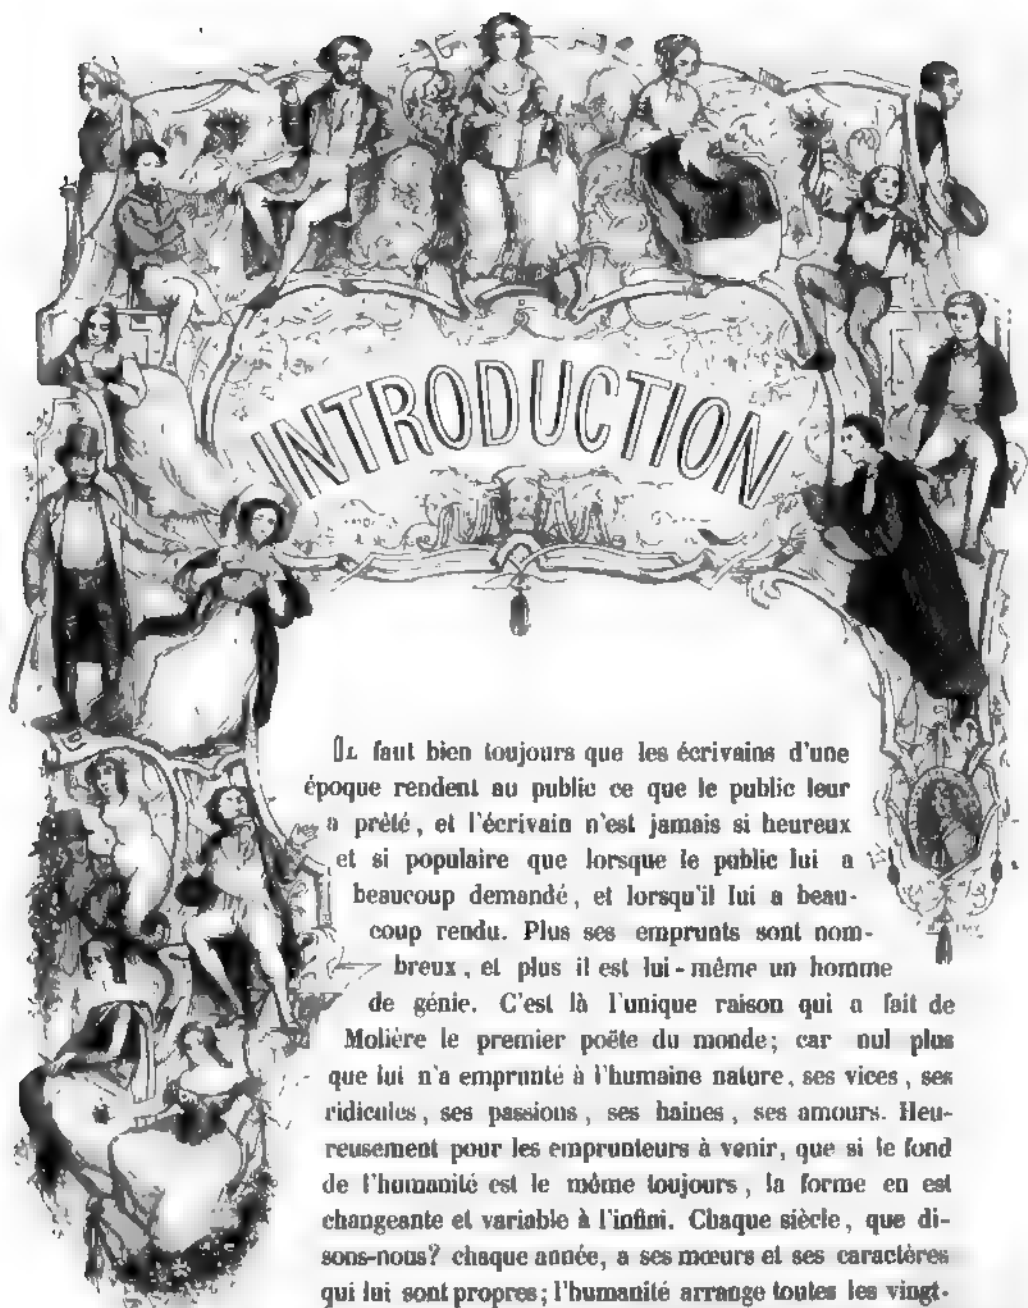 INTRODUCTION
Il faut bien toujours que les écrivains d'une
époque rendent au public ce que le public leur
a prêté, et l'écrivain n'est jamais si heureux
et si populaire que lorsque le public lui a
beaucoup demandé, et lorsqu'il lui a beau-
coup rendu. Plus ses emprunts sont nom-
breux, et plus il est lui-même un homme
de génie. C'est là l'unique raison qui a fait de
Molière le premier poëte du monde; car nul plus
que lui n'a emprunté à l'humaine nature, ses vices, ses
ridicules, ses passions, ses haines, ses amours. Heu-
reusement pour les emprunteurs à venir, que si le fond
de l'humanité est le même toujours, la forme en est
changeante et variable à l'infini. Chaque siècle, que di-
sons-nous? chaque année, a ses mœurs et ses caractères
qui lui sont propres; l'humanité arrange toutes les vingt-